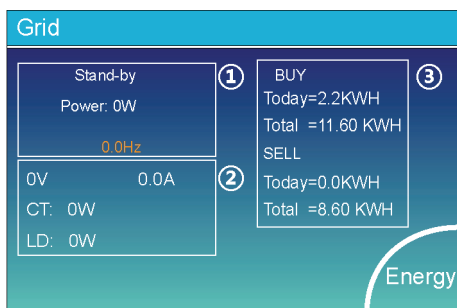 Grid
Stand-by
Power: 0W
0.0Hz
①
0V 0.0A
CT: 0W
LD: 0W
②
BUY
Today=2.2KWH
Total =11.60 KWH
SELL
Today=0.0KWH
Total =8.60 KWH
③
Energy